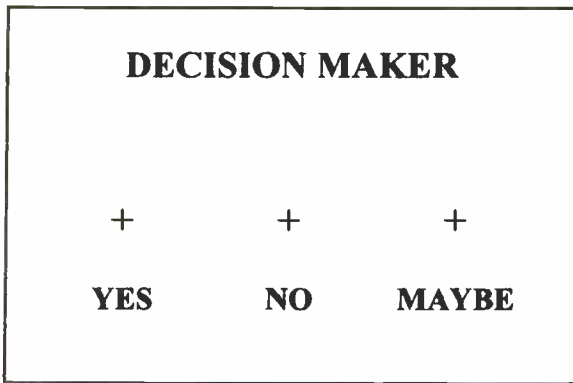 DECISION MAKER
+ + +
YES NO MAYBE